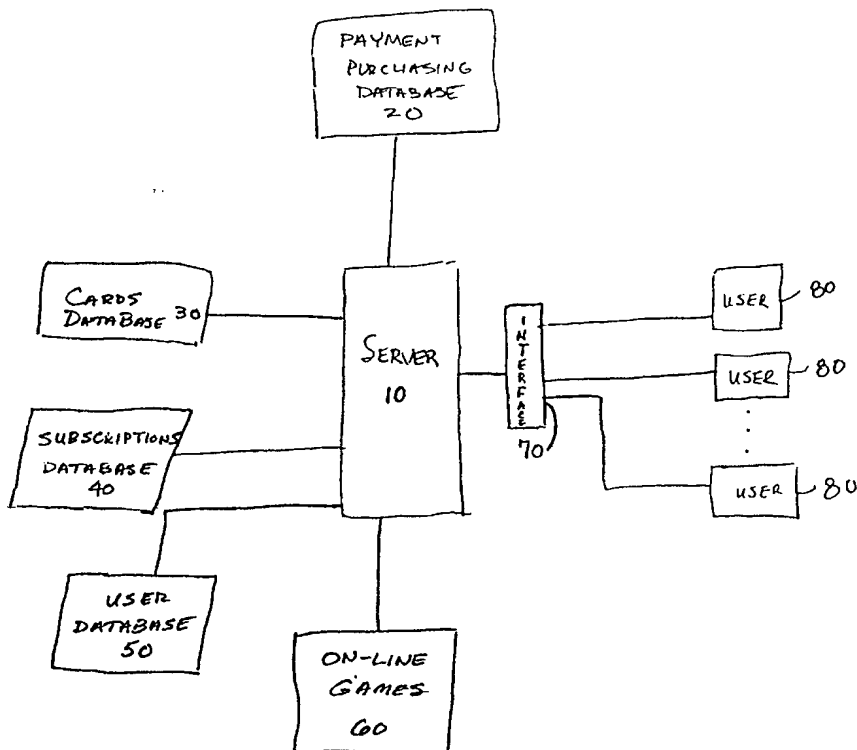 PAYMENT
PURCHASING
DATABASE
20
CARDS
DATABASE 30
SERVER
10
INTERFACE
70
USER 80
USER 80
USER 80
SUBSCRIPTIONS
DATABASE
40
USER
DATABASE
50
ON-LINE
GAMES
60